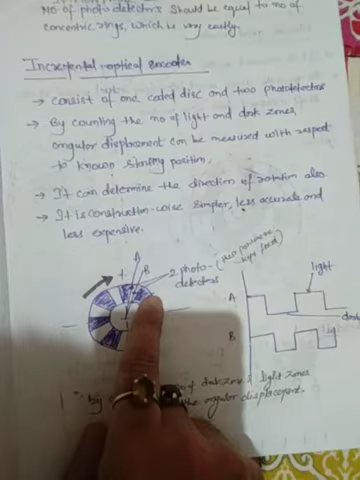 No of photo detectors should be equal to no of
concentric rings, which be very costly.
Incremental optical encoder
→ consist of one coded disc and two photodetectors
→ By counting the no of light and dark zones,
angular displacement can be measured with respect
to known starting position.
→ It can determine the direction of rotation also
→ It is construction-wise simpler, less accurate and
less expensive.
A
B
+
2 photo-
detectors
A
light
dark
B
of dark zone & light zones
the angular displacement.